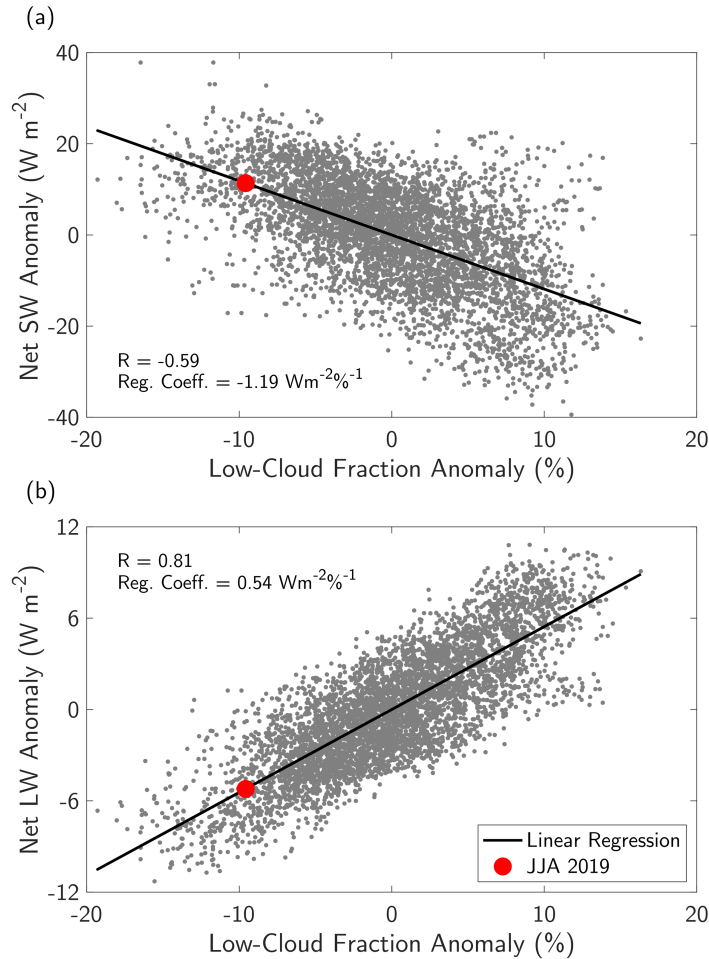 (a)
40
20
0
-20
-40
Net SW Anomaly (W m-2)
R = -0.59
Reg. Coeff. = -1.19 Wm-2%-1
-20 -10 0 10 20
Low-Cloud Fraction Anomaly (%)
(b)
12
6
0
-6
-12
Net LW Anomaly (W m-2)
R = 0.81
Reg. Coeff. = 0.54 Wm-2%-1
Linear Regression
JJA 2019
-20 -10 0 10 20
Low-Cloud Fraction Anomaly (%)